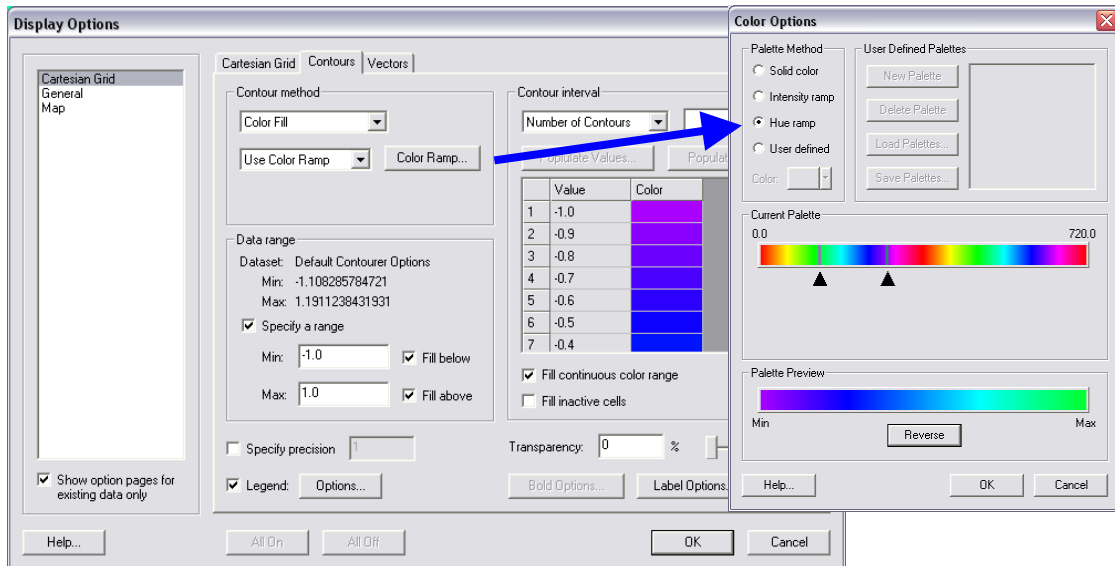 Display Options
Cartesian Grid
General
Map
Show option pages for
existing data only
Cartesian Grid
Contours
Vectors
Contour method
Color Fill
Use Color Ramp
Color Ramp...
Data range
Dataset: Default Contourer Options
Min: -1.108285784721
Max: 1.1911238431931
Specify a range
Min: -1.0
Fill below
Max: 1.0
Fill above
Specify precision
1
Legend:
Options...
Contour interval
Number of Contours
Populate Values...
Value Color
1 -1.0
2 -0.9
3 -0.8
4 -0.7
5 -0.6
6 -0.5
7 -0.4
Fill continuous color range
Fill inactive cells
Transparency: 0 %
Bold Options...
Label Options.
Help...
All On
All Off
OK
Cancel
Color Options
Palette Method
Solid color
Intensity ramp
Hue ramp
User defined
Color:
User Defined Palettes
New Palette
Delete Palette
Load Palettes...
Save Palettes...
Current Palette
0.0 720.0
Palette Preview
Min Max
Reverse
Help...
OK
Cancel